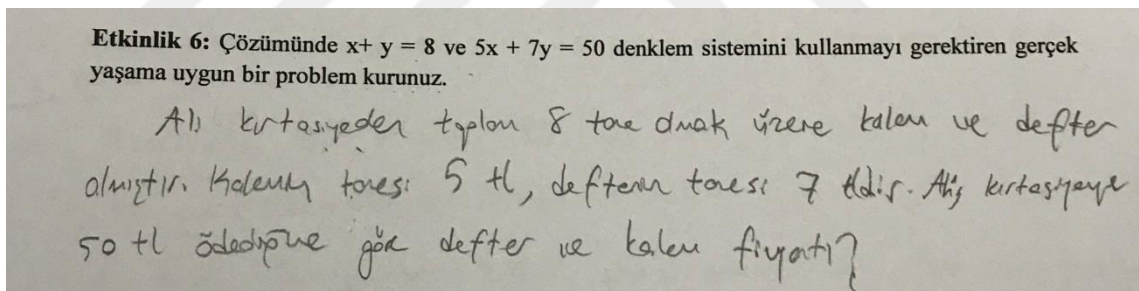 Etkinlik 6: Çözümünde x+ y = 8 ve 5x + 7y = 50 denklem sistemini kullanmayı gerektiren gerçek
yaşama uygun bir problem kurunuz.
Ali kırtasiyeden toplam 8 tane olmak üzere kalem ve defter
almıştır. Kalemin tanesi 5 tl, defterin tanesi 7 tldir. Ali, kırtasiyeye
50 tl ödediğine göre defter ve kalem fiyatı?